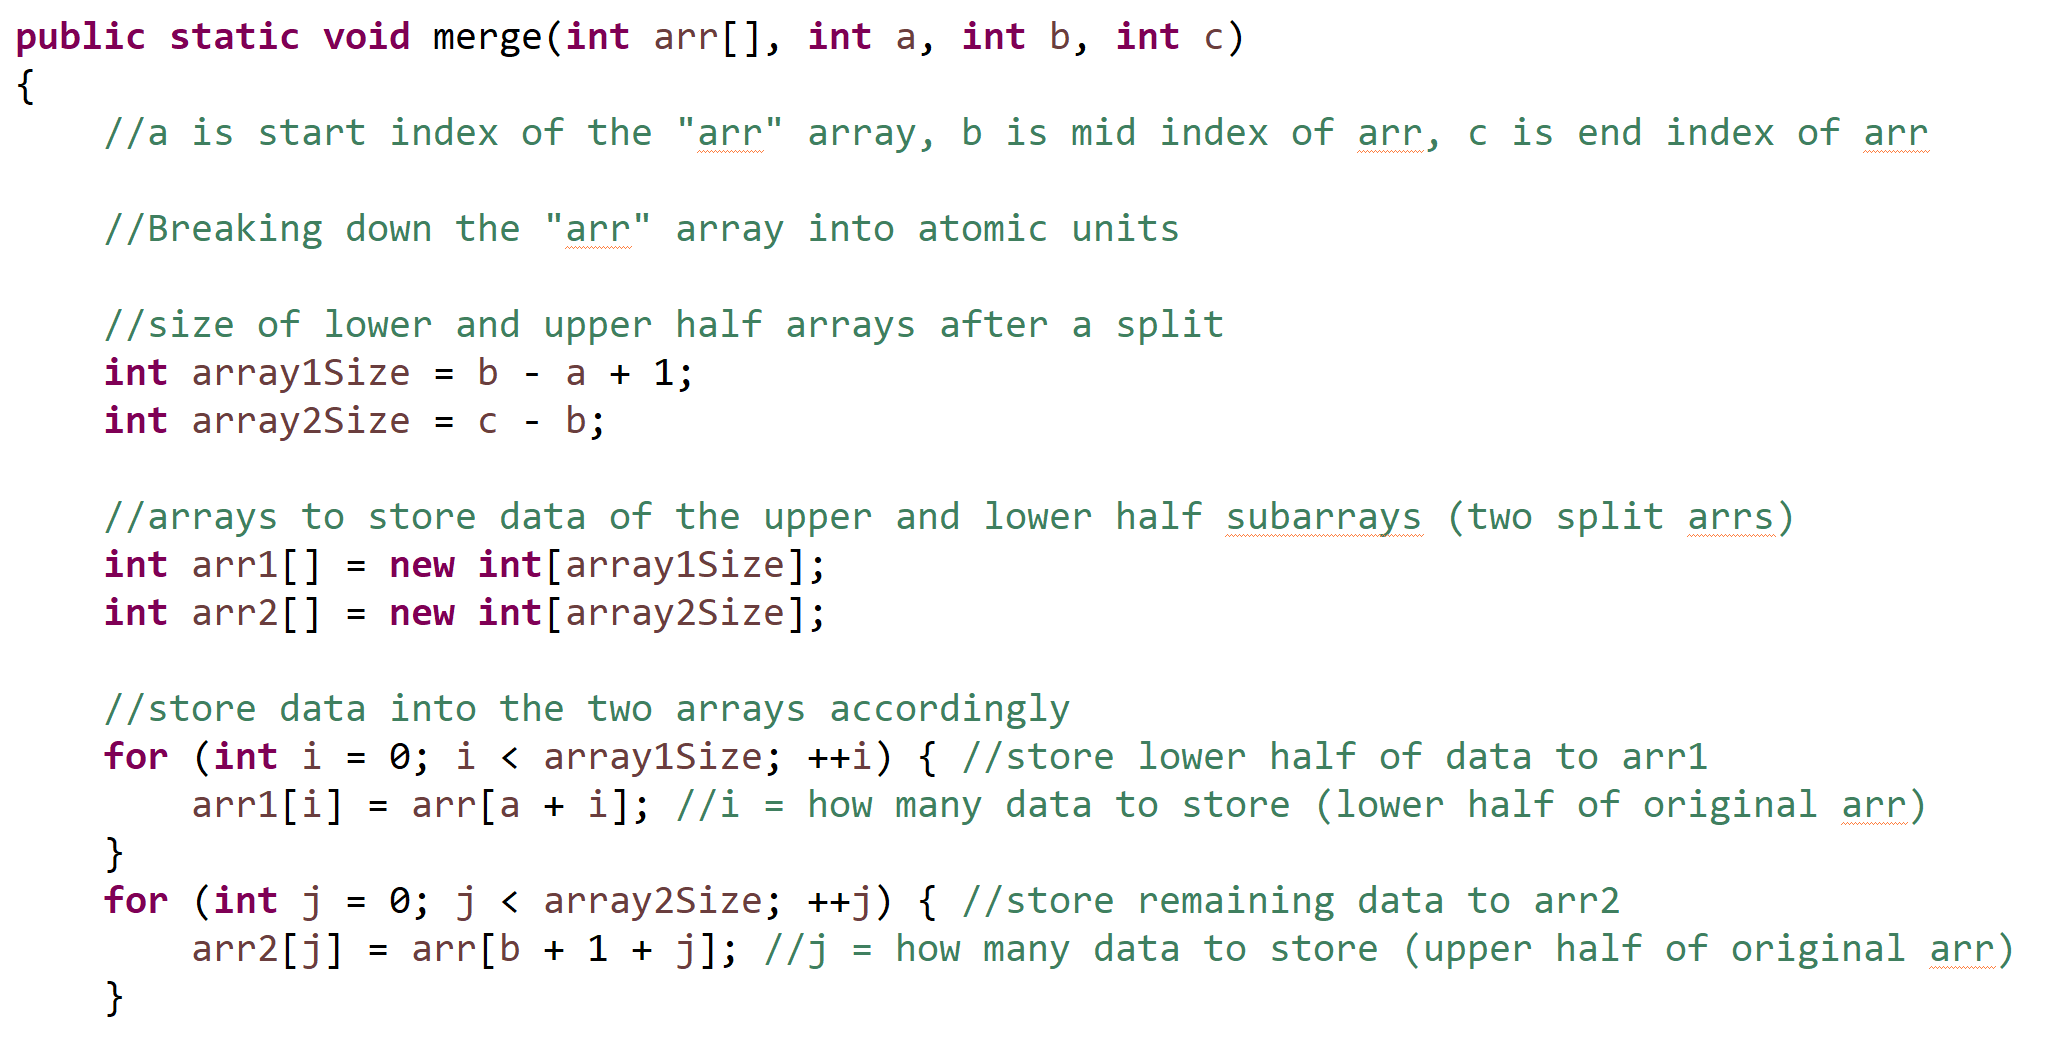 public static void merge(int arr[], int a, int b, int c)
{
    //a is start index of the "arr" array, b is mid index of arr, c is end index of arr

    //Breaking down the "arr" array into atomic units

    //size of lower and upper half arrays after a split
    int array1Size = b - a + 1;
    int array2Size = c - b;

    //arrays to store data of the upper and lower half subarrays (two split arrs)
    int arr1[] = new int[array1Size];
    int arr2[] = new int[array2Size];

    //store data into the two arrays accordingly
    for (int i = 0; i < array1Size; ++i) { //store lower half of data to arr1
        arr1[i] = arr[a + i]; //i = how many data to store (lower half of original arr)
    }
    for (int j = 0; j < array2Size; ++j) { //store remaining data to arr2
        arr2[j] = arr[b + 1 + j]; //j = how many data to store (upper half of original arr)
    }